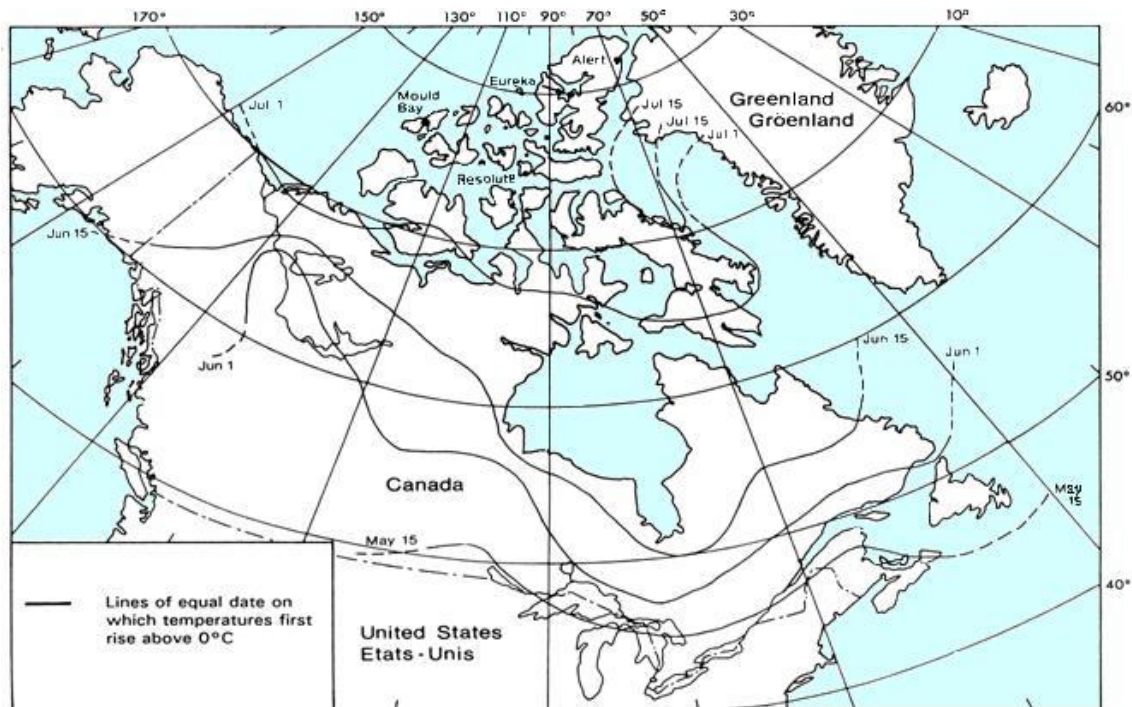 170° 150° 130° 110° 90° 70° 50° 30° 10°
Alert
Eureka
Mould
Bay
Jul 1
Jul 15
Jul 15
Jul 1
Greenland
Groenland
60°
Resolute
Jun 15
Jun 1
Jun 15
Jun 1
50°
Canada
May
15
May 15
40°
Lines of equal date on
which temperatures first
rise above 0°C
United States
Etats-Unis